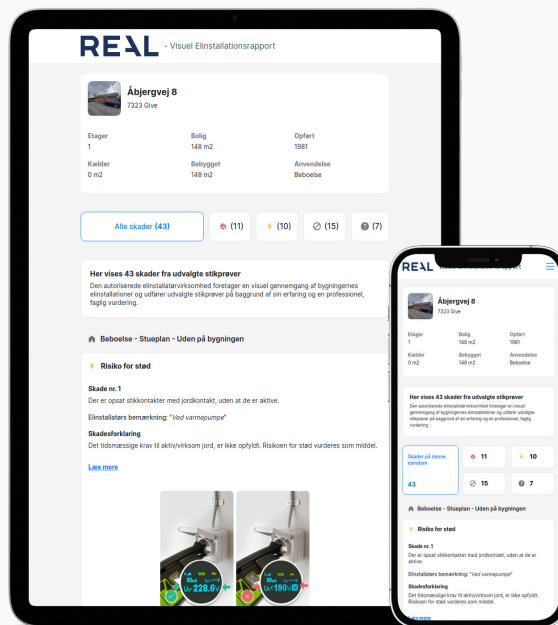 REAL - Visuel Elinstallationsrapport
Åbjergvej 8
7323 Give
Etager
1
Bolig
148 m2
Opført
1981
Kælder
0 m2
Bebygget
148 m2
Anvendelse
Beboelse
Alle skader (43)
(11)
(10)
(15)
(7)
Her vises 43 skader fra udvalgte stikprøver
Den autoriserede elinstallatørvirksomhed foretager en visuel gennemgang af bygningernes
elinstallationer og udfører udvalgte stikprøver på baggrund af sin erfaring og en professionel,
faglig vurdering.
Beboelse - Stueplan - Uden på bygningen
Risiko for stød
Skade nr. 1
Der er opsat stikkontakter med jordkontakt, uden at de er aktive.
Elinstallatørs bemærkning: "Ved varmepumpe"
Skadesforklaring
Det tidsmæssige krav til aktiv/virksom jord, er ikke opfyldt. Risikoen for stød vurderes som middel.
Læs mere
228.6
190V
REAL
Åbjergvej 8
7323 Give
Etager
1
Bolig
148 m2
Opført
1981
Kælder
0 m2
Bebygget
148 m2
Anvendelse
Beboelse
Her vises 43 skader fra udvalgte stikprøver
Den autoriserede elinstallatørvirksomhed foretager en visuel
gennemgang af bygningernes elinstallationer og udfører udvalgte
stikprøver på baggrund af sin erfaring og en professionel, faglig
vurdering.
Skader på denne
ejendom
43
11
10
15
7
Beboelse - Stueplan - Uden på bygningen
Risiko for stød
Skade nr. 1
Der er opsat stikkontakter med jordkontakt, uden at de er
aktive.
Elinstallatørs bemærkning: "Ved varmepumpe"
Skadesforklaring
Det tidsmæssige krav til aktiv/virksom jord, er ikke opfyldt.
Risikoen for stød vurderes som middel.
Læs mere